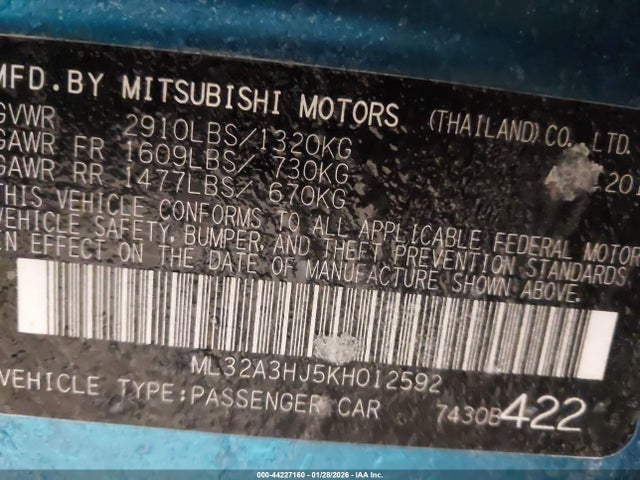 MFD.BY MITSUBISHI MOTORS (THAILAND) CO., LTD.
GVWR 2910LBS/1320KG
GAWR FR 1609LBS/ 730KG
GAWR RR 1477LBS/ 670KG
THIS VEHICLE CONFORMS TO ALL APPLICABLE FEDERAL MOTOR
VEHICLE SAFETY, BUMPER, AND THEFT PREVENTION STANDARDS
IN EFFECT ON THE DATE OF MANUFACTURE SHOWN ABOVE.
ML32A3HJ5KH012592
VEHICLE TYPE:PASSENGER CAR 7430B422
000-44227160 - 01/28/2026 - IAA Inc.